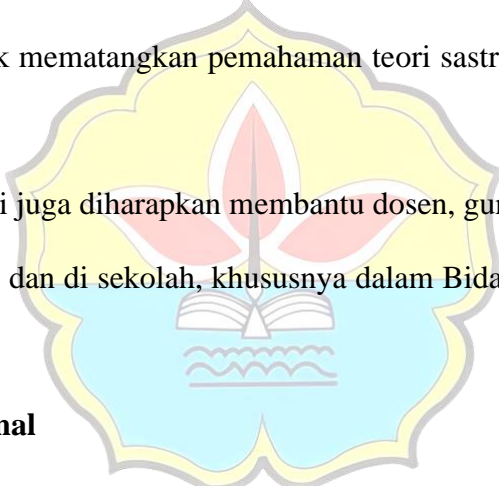 k mematangkan pemahaman teori sastr
i juga diharapkan membantu dosen, gur
dan di sekolah, khususnya dalam Bida
nal